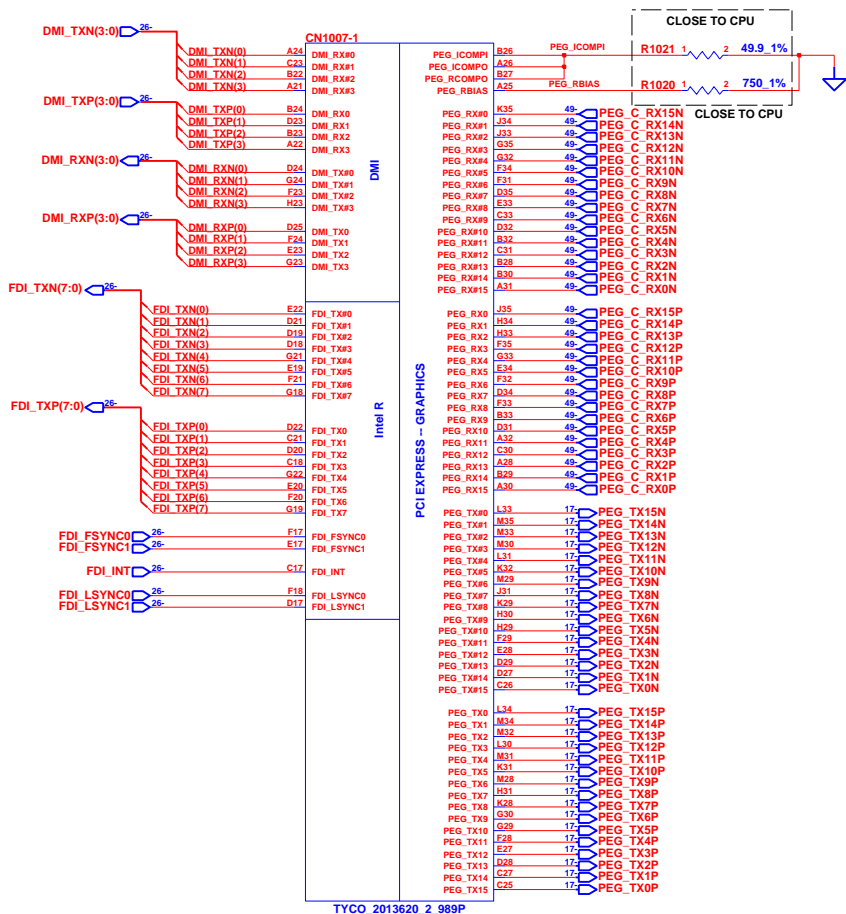 CLOSE TO CPU
DMI_TXN(3:0) 26-
CN1007-1
DMI_TXN(0) A24 DMI_RX#0
DMI_TXN(1) C23 DMI_RX#1
DMI_TXN(2) B22 DMI_RX#2
DMI_TXN(3) A21 DMI_RX#3
DMI_TXP(3:0) 26-
DMI_TXP(0) B24 DMI_RX0
DMI_TXP(1) D23 DMI_RX1
DMI_TXP(2) B23 DMI_RX2
DMI_TXP(3) A22 DMI_RX3
DMI_RXN(3:0) 26-
DMI_RXN(0) D24 DMI_TX#0
DMI_RXN(1) G24 DMI_TX#1
DMI_RXN(2) F23 DMI_TX#2
DMI_RXN(3) H23 DMI_TX#3
DMI_RXP(3:0) 26-
DMI_RXP(0) D25 DMI_TX0
DMI_RXP(1) F24 DMI_TX1
DMI_RXP(2) E23 DMI_TX2
DMI_RXP(3) G23 DMI_TX3
DMI
FDI_TXN(7:0) 26-
FDI_TXN(0) E22 FDI_TX#0
FDI_TXN(1) D21 FDI_TX#1
FDI_TXN(2) D19 FDI_TX#2
FDI_TXN(3) D18 FDI_TX#3
FDI_TXN(4) G21 FDI_TX#4
FDI_TXN(5) E19 FDI_TX#5
FDI_TXN(6) F21 FDI_TX#6
FDI_TXN(7) G18 FDI_TX#7
FDI_TXP(7:0) 26-
FDI_TXP(0) D22 FDI_TX0
FDI_TXP(1) C21 FDI_TX1
FDI_TXP(2) D20 FDI_TX2
FDI_TXP(3) C18 FDI_TX3
FDI_TXP(4) G22 FDI_TX4
FDI_TXP(5) E20 FDI_TX5
FDI_TXP(6) F20 FDI_TX6
FDI_TXP(7) G19 FDI_TX7
Intel R
FDI_FSYNC0 26- F17 FDI_FSYNC0
FDI_FSYNC1 26- E17 FDI_FSYNC1
FDI_INT 26- C17 FDI_INT
FDI_LSYNC0 26- F18 FDI_LSYNC0
FDI_LSYNC1 26- D17 FDI_LSYNC1
PCI EXPRESS -- GRAPHICS
PEG_ICOMPI B26 PEG_ICOMPI R1021 1 2 49.9_1%
PEG_ICOMPO A26
PEG_RCOMPO B27
PEG_RBIAS A25 PEG_RBIAS R1020 1 2 750_1%
CLOSE TO CPU
PEG_RX#0 K35 49- PEG_C_RX15N
PEG_RX#1 J34 49- PEG_C_RX14N
PEG_RX#2 J33 49- PEG_C_RX13N
PEG_RX#3 G35 49- PEG_C_RX12N
PEG_RX#4 G32 49- PEG_C_RX11N
PEG_RX#5 F34 49- PEG_C_RX10N
PEG_RX#6 F31 49- PEG_C_RX9N
PEG_RX#7 D35 49- PEG_C_RX8N
PEG_RX#8 E33 49- PEG_C_RX7N
PEG_RX#9 C33 49- PEG_C_RX6N
PEG_RX#10 D32 49- PEG_C_RX5N
PEG_RX#11 B32 49- PEG_C_RX4N
PEG_RX#12 C31 49- PEG_C_RX3N
PEG_RX#13 B28 49- PEG_C_RX2N
PEG_RX#14 B30 49- PEG_C_RX1N
PEG_RX#15 A31 49- PEG_C_RX0N
PEG_RX0 J35 49- PEG_C_RX15P
PEG_RX1 H34 49- PEG_C_RX14P
PEG_RX2 H33 49- PEG_C_RX13P
PEG_RX3 F35 49- PEG_C_RX12P
PEG_RX4 G33 49- PEG_C_RX11P
PEG_RX5 E34 49- PEG_C_RX10P
PEG_RX6 F32 49- PEG_C_RX9P
PEG_RX7 D34 49- PEG_C_RX8P
PEG_RX8 F33 49- PEG_C_RX7P
PEG_RX9 B33 49- PEG_C_RX6P
PEG_RX10 D31 49- PEG_C_RX5P
PEG_RX11 A32 49- PEG_C_RX4P
PEG_RX12 C30 49- PEG_C_RX3P
PEG_RX13 A28 49- PEG_C_RX2P
PEG_RX14 B29 49- PEG_C_RX1P
PEG_RX15 A30 49- PEG_C_RX0P
PEG_TX#0 L33 17- PEG_TX15N
PEG_TX#1 M35 17- PEG_TX14N
PEG_TX#2 M33 17- PEG_TX13N
PEG_TX#3 M30 17- PEG_TX12N
PEG_TX#4 L31 17- PEG_TX11N
PEG_TX#5 K32 17- PEG_TX10N
PEG_TX#6 M29 17- PEG_TX9N
PEG_TX#7 J31 17- PEG_TX8N
PEG_TX#8 K29 17- PEG_TX7N
PEG_TX#9 H30 17- PEG_TX6N
PEG_TX#10 H29 17- PEG_TX5N
PEG_TX#11 F29 17- PEG_TX4N
PEG_TX#12 E28 17- PEG_TX3N
PEG_TX#13 D29 17- PEG_TX2N
PEG_TX#14 D27 17- PEG_TX1N
PEG_TX#15 C26 17- PEG_TX0N
PEG_TX0 L34 17- PEG_TX15P
PEG_TX1 M34 17- PEG_TX14P
PEG_TX2 M32 17- PEG_TX13P
PEG_TX3 L30 17- PEG_TX12P
PEG_TX4 M31 17- PEG_TX11P
PEG_TX5 K31 17- PEG_TX10P
PEG_TX6 M28 17- PEG_TX9P
PEG_TX7 H31 17- PEG_TX8P
PEG_TX8 K28 17- PEG_TX7P
PEG_TX9 G30 17- PEG_TX6P
PEG_TX10 G29 17- PEG_TX5P
PEG_TX11 F28 17- PEG_TX4P
PEG_TX12 E27 17- PEG_TX3P
PEG_TX13 D28 17- PEG_TX2P
PEG_TX14 C27 17- PEG_TX1P
PEG_TX15 C25 17- PEG_TX0P
TYCO_2013620_2_989P